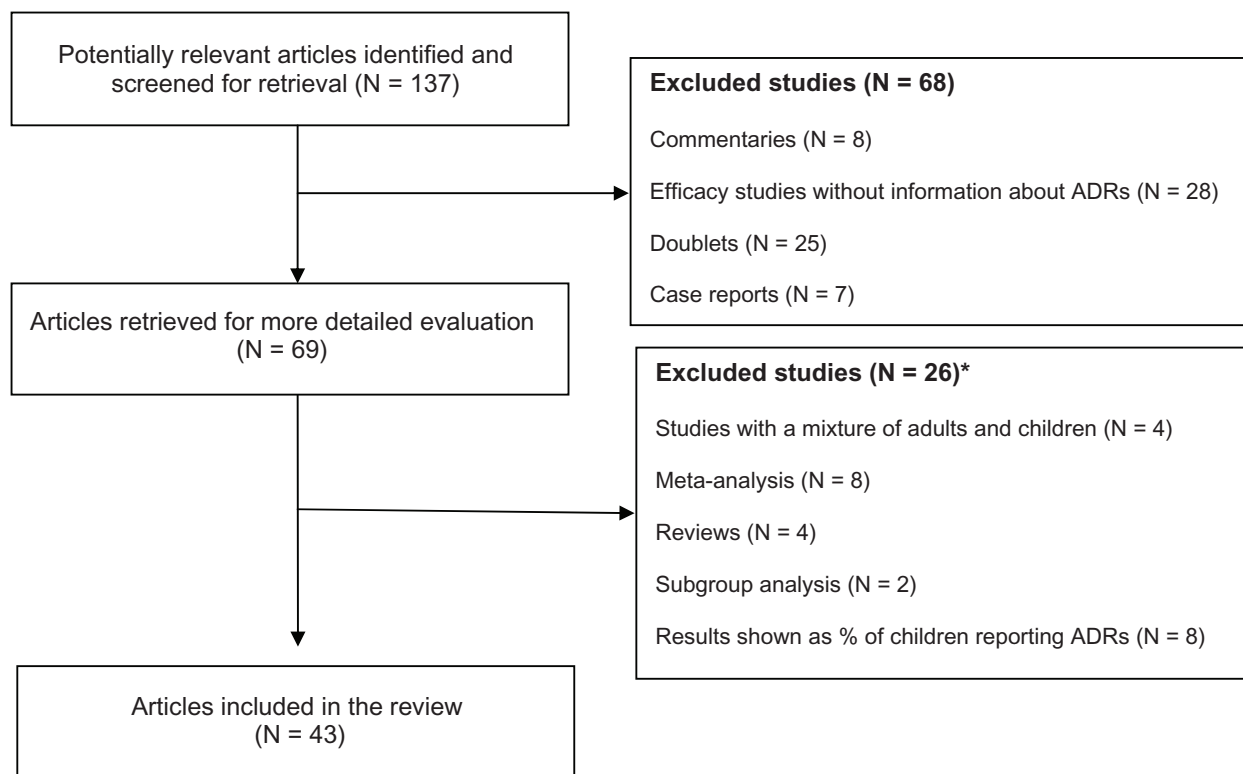 Potentially relevant articles identified and
screened for retrieval (N = 137)
Excluded studies (N = 68)
Commentaries (N = 8)
Efficacy studies without information about ADRs (N = 28)
Doublets (N = 25)
Case reports (N = 7)
Articles retrieved for more detailed evaluation
(N = 69)
Excluded studies (N = 26)*
Studies with a mixture of adults and children (N = 4)
Meta-analysis (N = 8)
Reviews (N = 4)
Subgroup analysis (N = 2)
Results shown as % of children reporting ADRs (N = 8)
Articles included in the review
(N = 43)